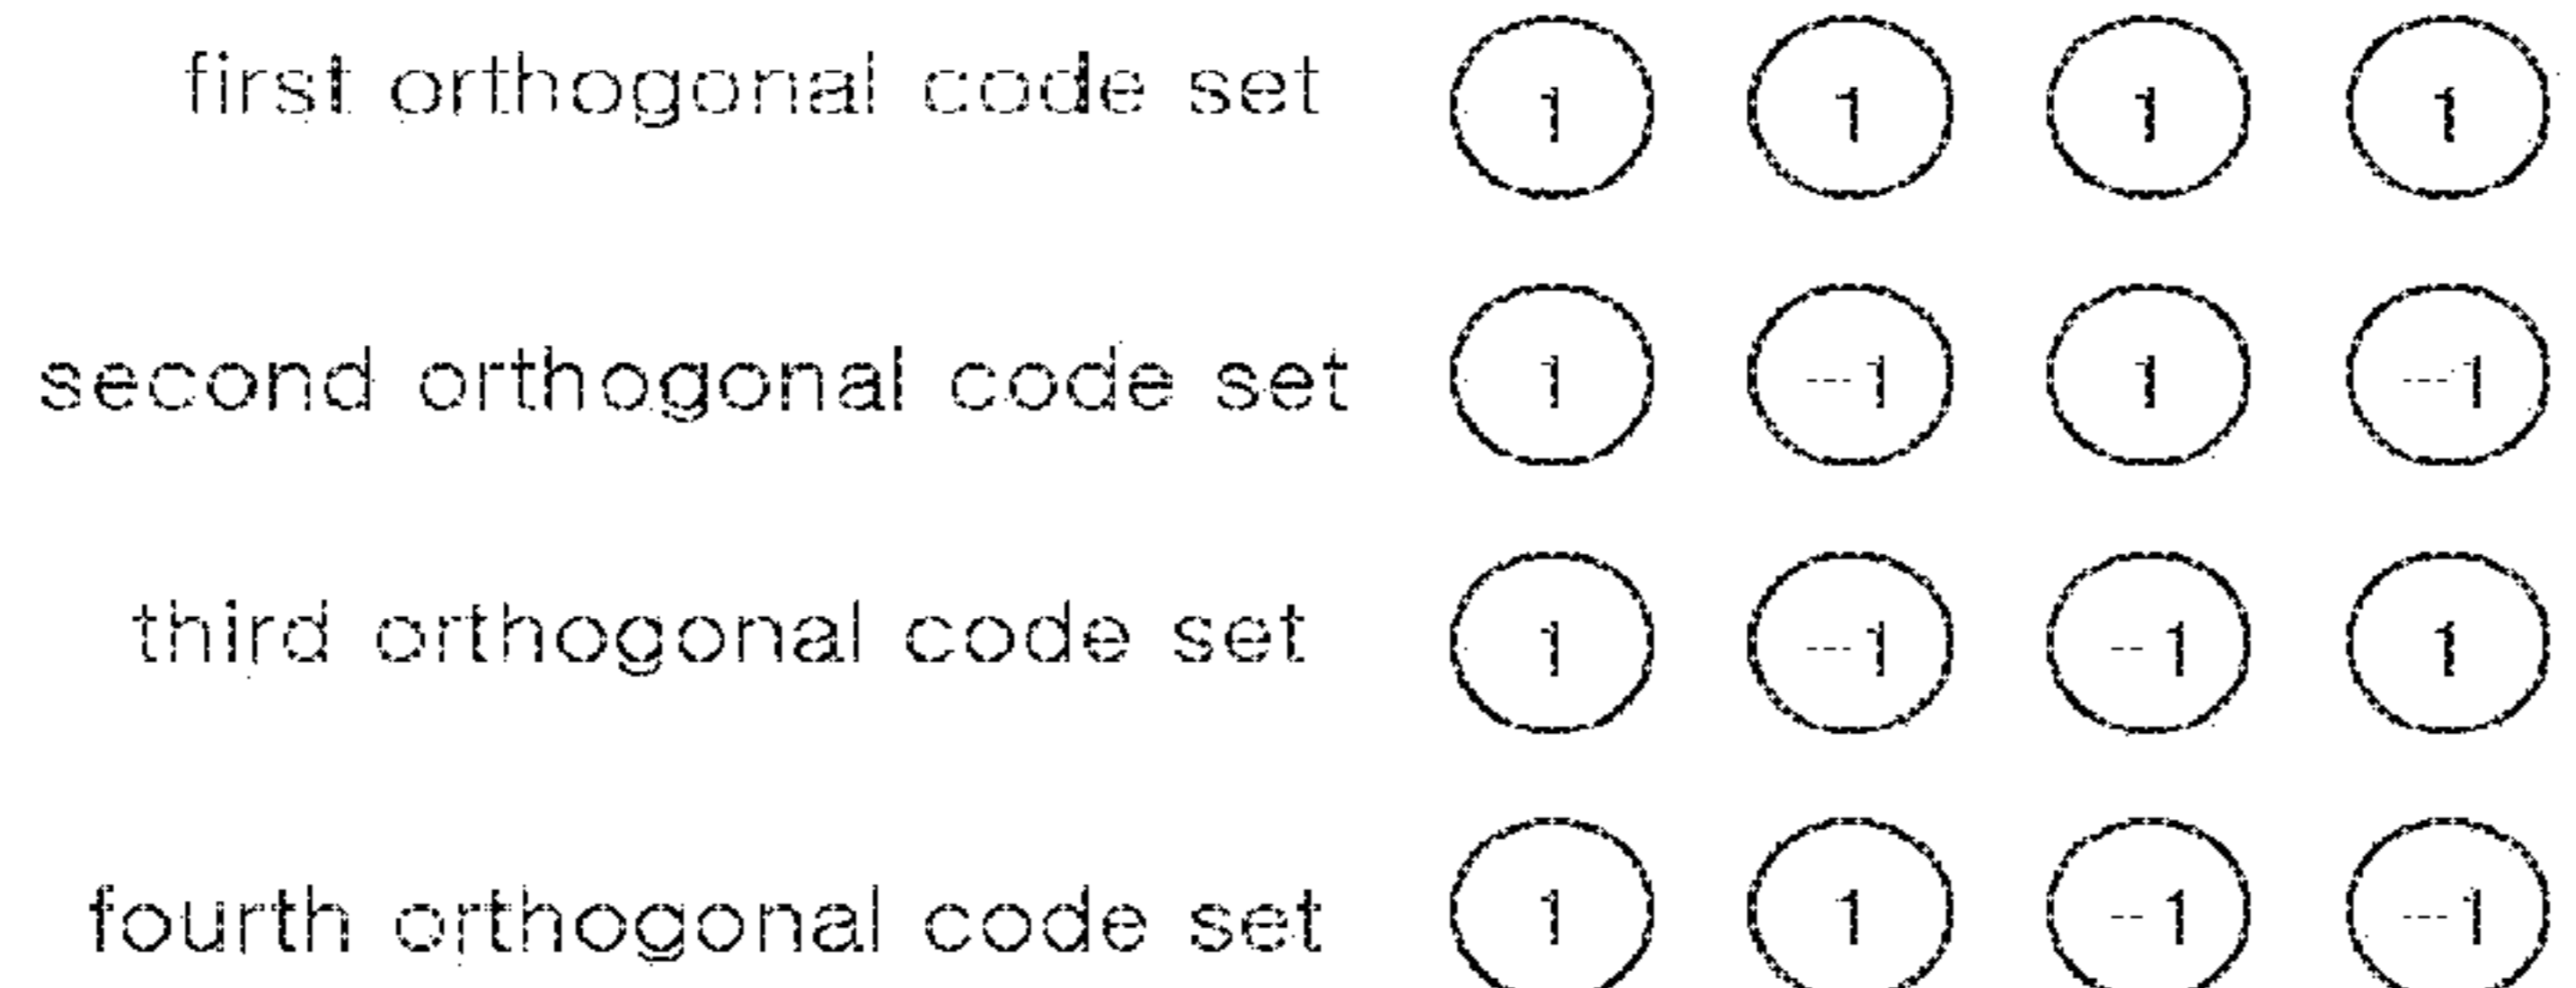 first orthogonal code set 1 1 1 1
second orthogonal code set 1 -1 1 -1
third orthogonal code set 1 -1 -1 1
fourth orthogonal code set 1 1 -1 -1